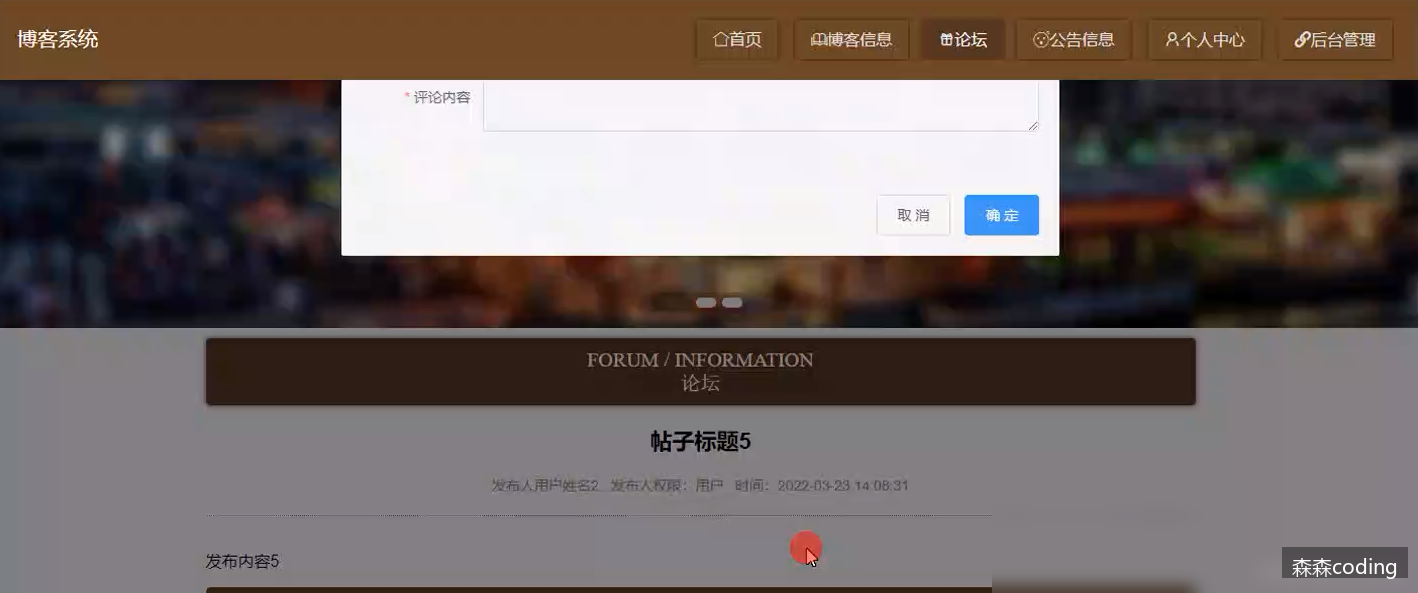 博客系统
首页
博客信息
论坛
公告信息
个人中心
后台管理
* 评论内容
取 消
确 定
FORUM / INFORMATION
论坛
帖子标题5
发布人用户姓名2 发布人权限：用户 时间：2022-03-23 14:08:31
发布内容5
森森coding